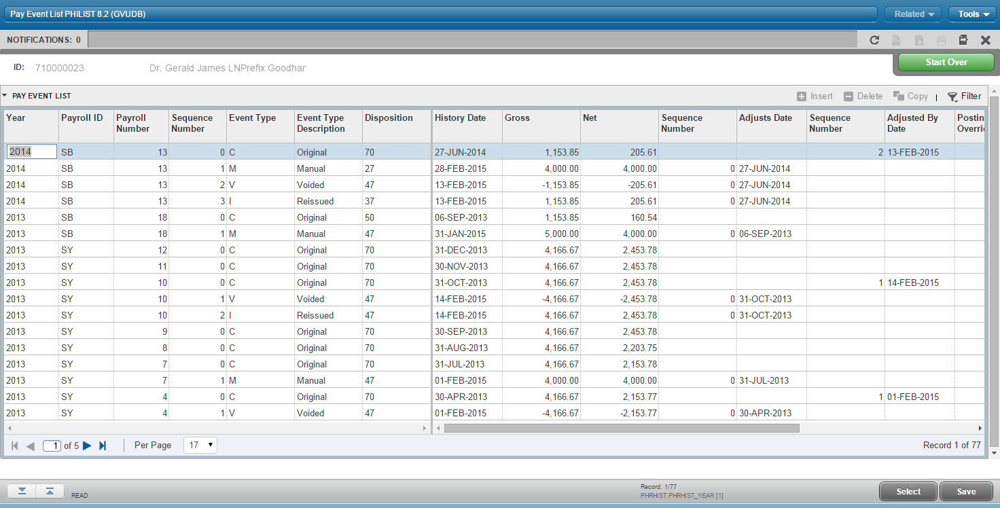 Pay Event List PHILIST 8.2 (GVUDB) Related Tools
NOTIFICATIONS: 0
ID: 710000023 Dr. Gerald James LNPrefix Goodhar
Start Over
PAY EVENT LIST Insert Delete Copy | Filter
Year Payroll ID Payroll Sequence Event Type Event Type Disposition History Date Gross Net Sequence Adjusts Date Sequence Adjusted By Postin
Number Number Description Number Number Date Overri
2014 SB 13 0 C Original 70 27-JUN-2014 1,153.85 205.61 2 13-FEB-2015
2014 SB 13 1 M Manual 27 28-FEB-2015 4,000.00 4,000.00 0 27-JUN-2014
2014 SB 13 2 V Voided 47 13-FEB-2015 -1,153.85 -205.61 0 27-JUN-2014
2014 SB 13 3 I Reissued 37 13-FEB-2015 1,153.85 205.61 0 27-JUN-2014
2013 SB 18 0 C Original 50 06-SEP-2013 1,153.85 160.54
2013 SB 18 1 M Manual 47 31-JAN-2015 5,000.00 4,000.00 0 06-SEP-2013
2013 SY 12 0 C Original 70 31-DEC-2013 4,166.67 2,453.78
2013 SY 11 0 C Original 70 30-NOV-2013 4,166.67 2,453.78
2013 SY 10 0 C Original 70 31-OCT-2013 4,166.67 2,453.78 1 14-FEB-2015
2013 SY 10 1 V Voided 47 14-FEB-2015 -4,166.67 -2,453.78 0 31-OCT-2013
2013 SY 10 2 I Reissued 47 14-FEB-2015 4,166.67 2,453.78 0 31-OCT-2013
2013 SY 9 0 C Original 70 30-SEP-2013 4,166.67 2,453.78
2013 SY 8 0 C Original 70 31-AUG-2013 4,166.67 2,203.75
2013 SY 7 0 C Original 70 31-JUL-2013 4,166.67 2,153.78
2013 SY 7 1 M Manual 47 01-FEB-2015 4,000.00 4,000.00 0 31-JUL-2013
2013 SY 4 0 C Original 70 30-APR-2013 4,166.67 2,153.77 1 01-FEB-2015
2013 SY 4 1 V Voided 47 01-FEB-2015 -4,166.67 -2,153.77 0 30-APR-2013
1 of 5 Per Page 17 Record 1 of 77
READ Record: 1/77
PHRHIST.PHRHIST_YEAR [1]
Select Save